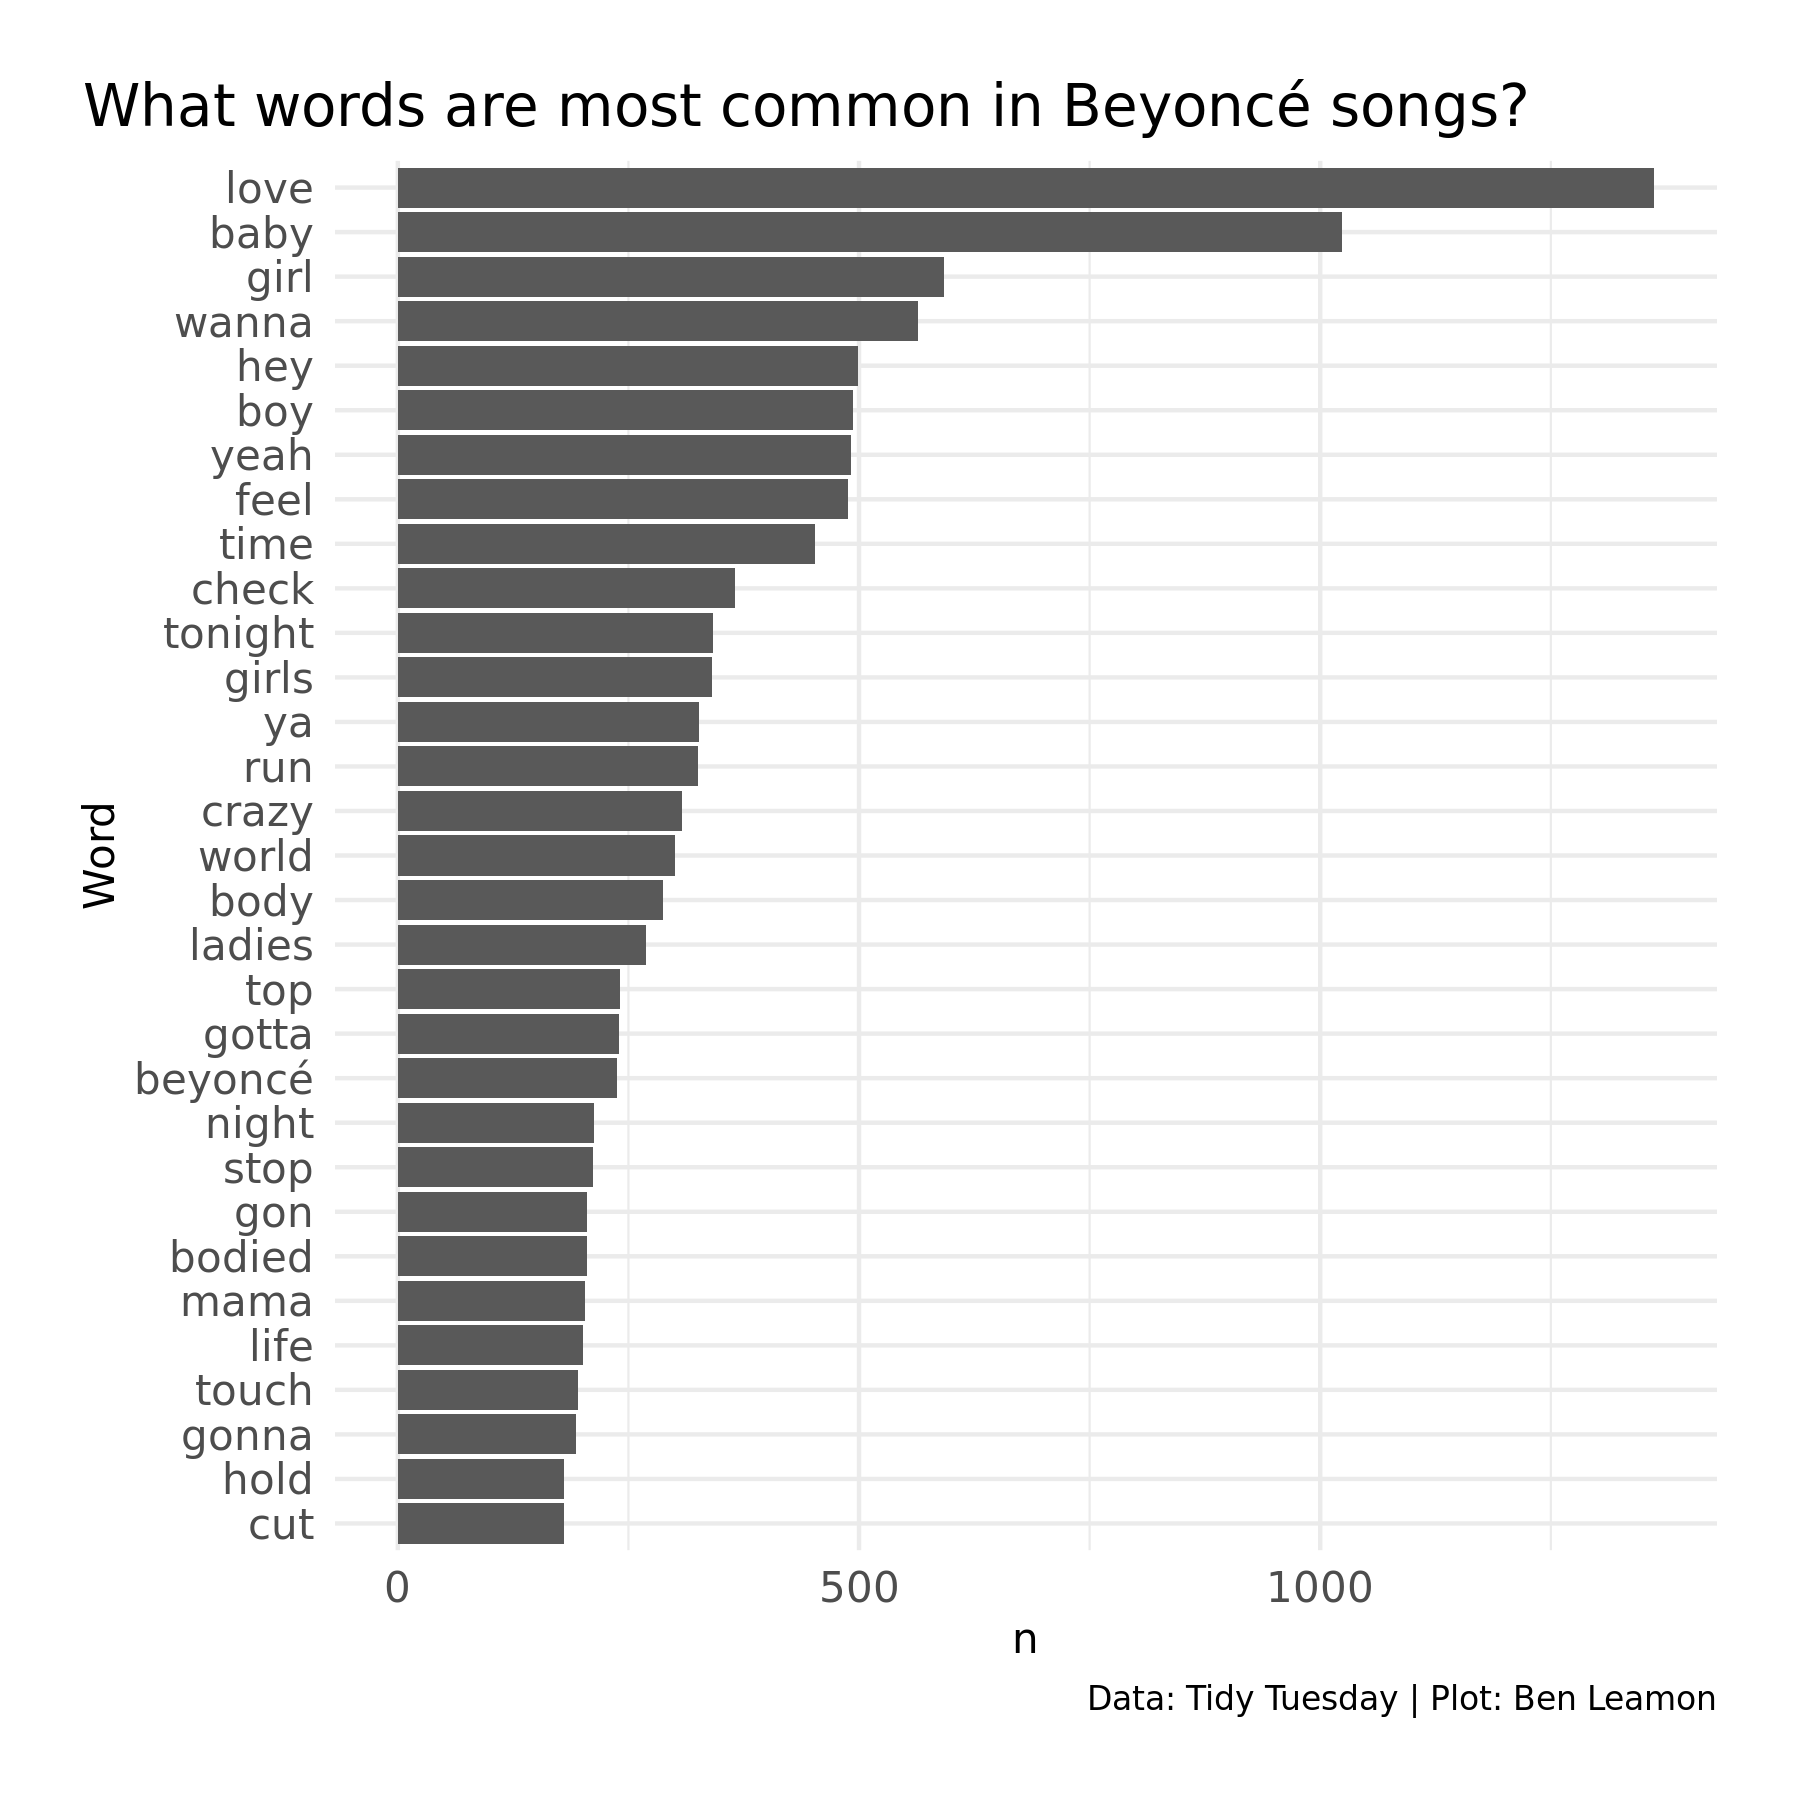 What words are most common in Beyoncé songs?
love
baby
girl
wanna
hey
boy
yeah
feel
time
check
tonight
girls
ya
run
crazy
world
body
ladies
top
gotta
beyoncé
night
stop
gon
bodied
mama
life
touch
gonna
hold
cut
Word
0 500 1000
n
Data: Tidy Tuesday | Plot: Ben Leamon